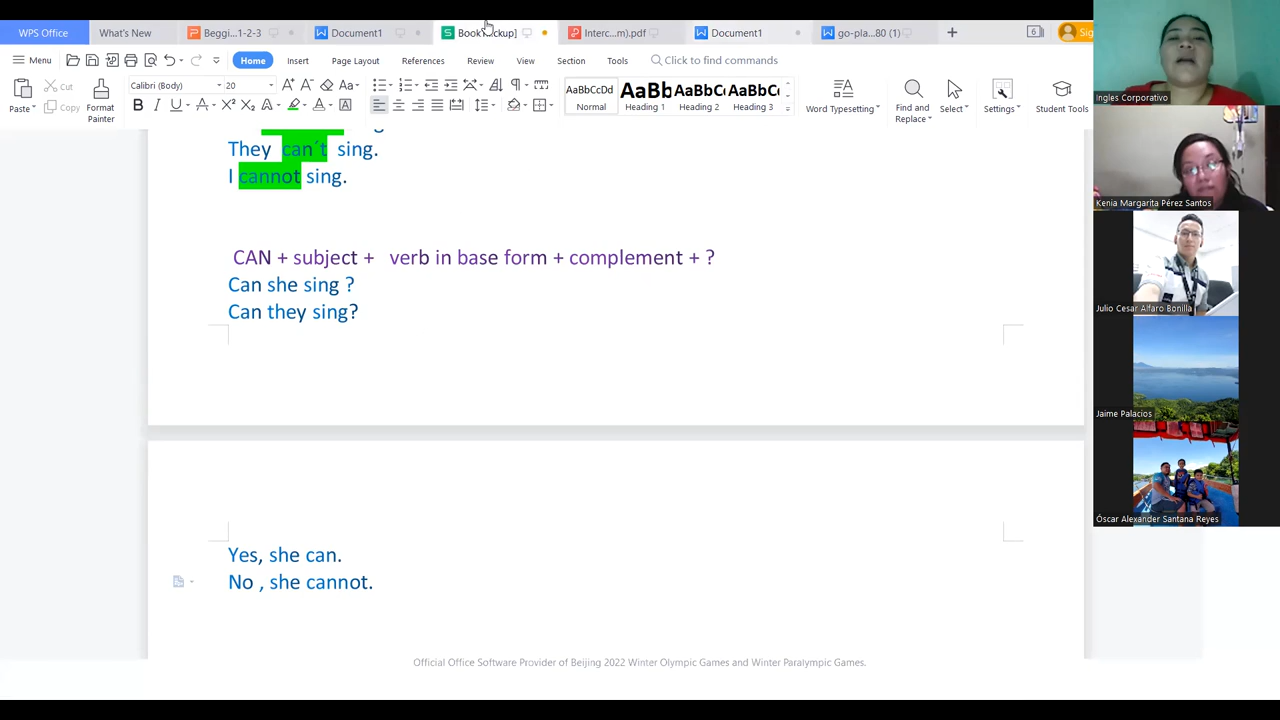 WPS Office
What's New
Beggi...1-2-3
Document1
Book
ckup]
Interc...m).pdf
Document1
go-pla...80 (1)
+
6
Menu
Home
Insert
Page Layout
References
Review
View
Section
Tools
Click to find commands
Paste
Cut
Copy
Format
Painter
Calibri (Body)
20
AaBbCcDd
Normal
AaBb
Heading 1
AaBbCc
Heading 2
AaBbCc
Heading 3
Word Typesetting
Find and
Replace
Select
Settings
Student Tools
They can´t sing.
I cannot sing.
CAN + subject + verb in base form + complement + ?
Can she sing ?
Can they sing?
Yes, she can.
No , she cannot.
Official Office Software Provider of Beijing 2022 Winter Olympic Games and Winter Paralympic Games.
Ingles Corporativo
Kenia Margarita Pérez Santos
Julio Cesar Alfaro Bonilla
Jaime Palacios
Óscar Alexander Santana Reyes